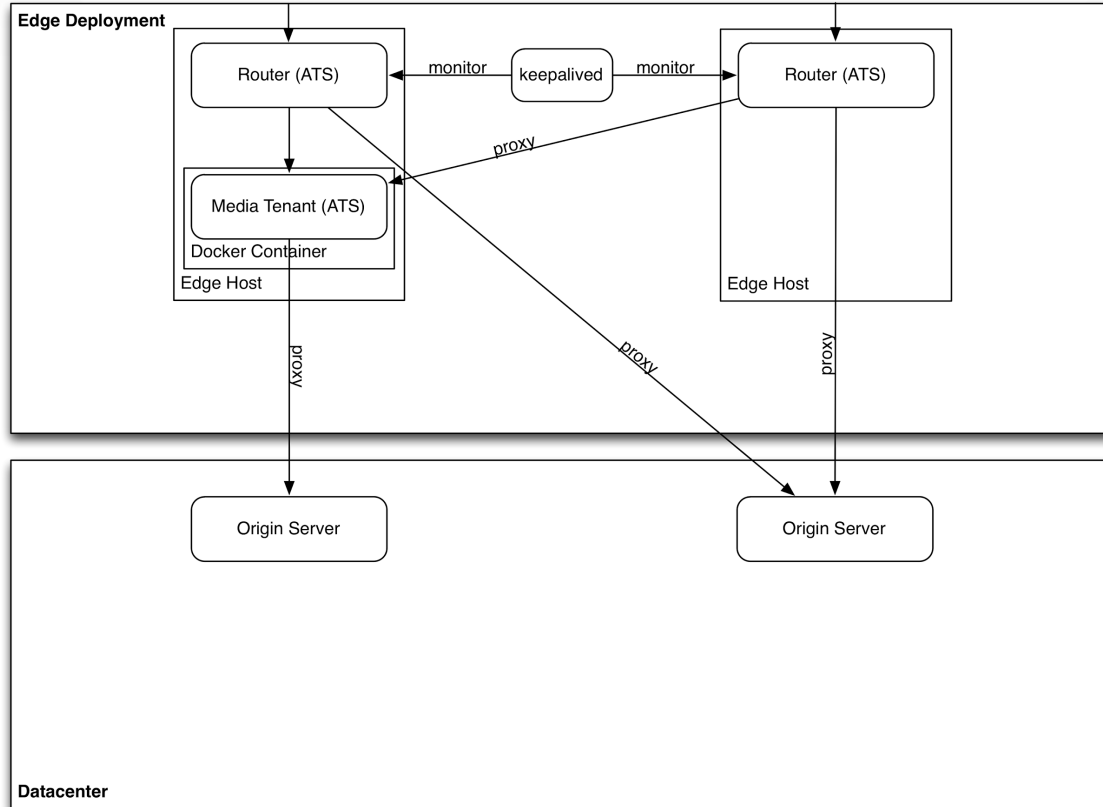 Edge Deployment
Router (ATS)
monitor
keepalived
monitor
Router (ATS)
proxy
Media Tenant (ATS)
Docker Container
Edge Host
Edge Host
proxy
proxy
proxy
Origin Server
Origin Server
Datacenter